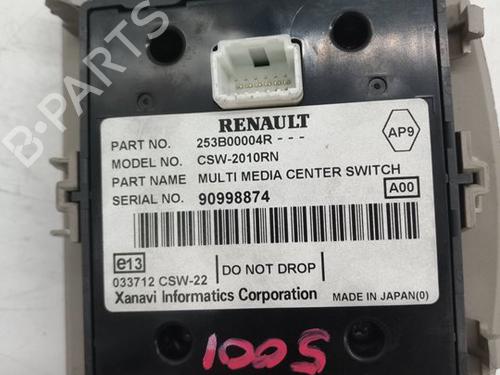 B-PARTS
RENAULT
AP9
PART NO. 253B00004R - - -
MODEL NO. CSW-2010RN
PART NAME MULTI MEDIA CENTER SWITCH
SERIAL NO. 90998874
A00
e13
033712 CSW-22
DO NOT DROP
Xanavi Informatics Corporation
MADE IN JAPAN(0)
1005